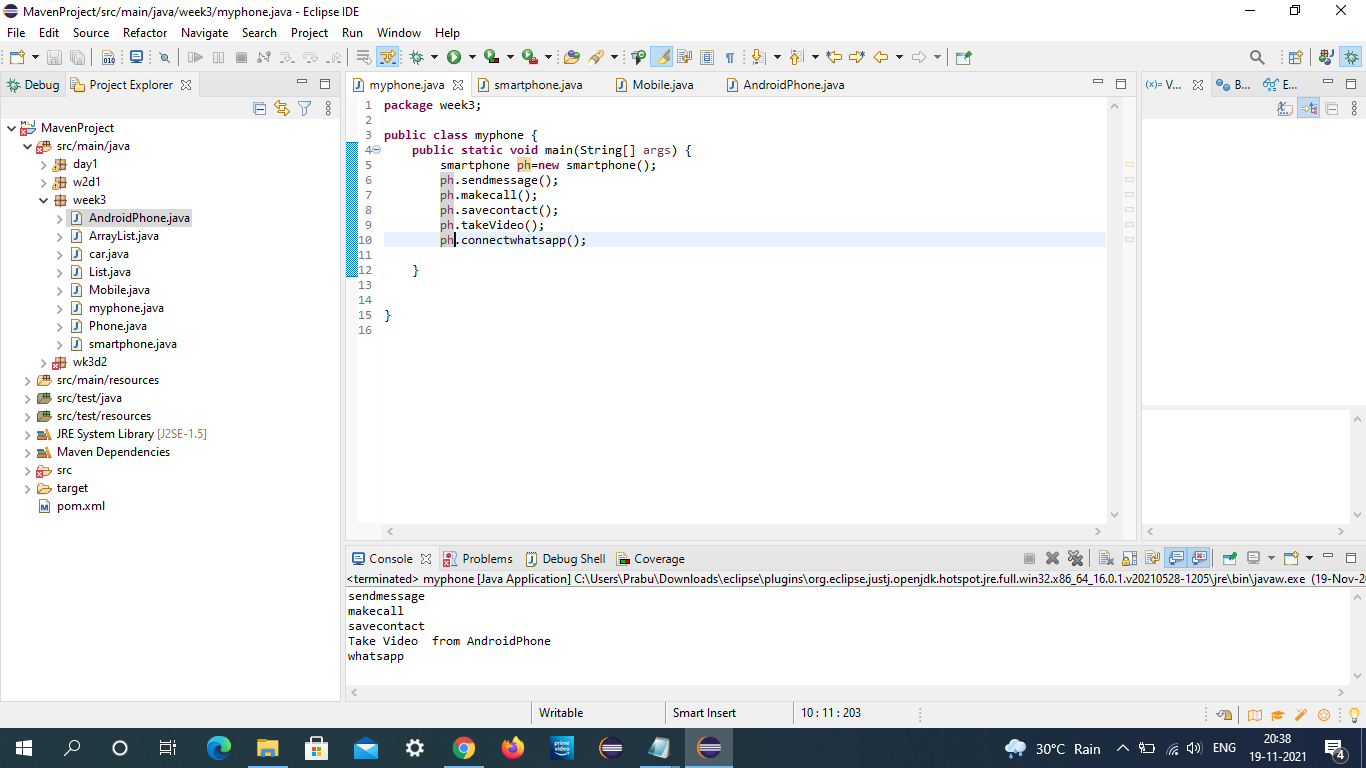 MavenProject/src/main/java/week3/myphone.java - Eclipse IDE
File Edit Source Refactor Navigate Search Project Run Window Help
Debug Project Explorer
MavenProject
src/main/java
day1
w2d1
week3
AndroidPhone.java
ArrayList.java
car.java
List.java
Mobile.java
myphone.java
Phone.java
smartphone.java
wk3d2
src/main/resources
src/test/java
src/test/resources
JRE System Library [J2SE-1.5]
Maven Dependencies
src
target
pom.xml
myphone.java smartphone.java Mobile.java AndroidPhone.java
1 package week3;
2
3 public class myphone {
4 public static void main(String[] args) {
5 smartphone ph=new smartphone();
6 ph.sendmessage();
7 ph.makecall();
8 ph.savecontact();
9 ph.takeVideo();
10 ph.connectwhatsapp();
11
12 }
13
14
15 }
16
(x)= V... B... E...
Console Problems Debug Shell Coverage
<terminated> myphone [Java Application] C:\Users\Prabu\Downloads\eclipse\plugins\org.eclipse.justj.openjdk.hotspot.jre.full.win32.x86_64_16.0.1.v20210528-1205\jre\bin\javaw.exe (19-Nov-20
sendmessage
makecall
savecontact
Take Video  from AndroidPhone
whatsapp
Writable Smart Insert 10 : 11 : 203
prime video
30°C Rain ENG 20:38
19-11-2021
4